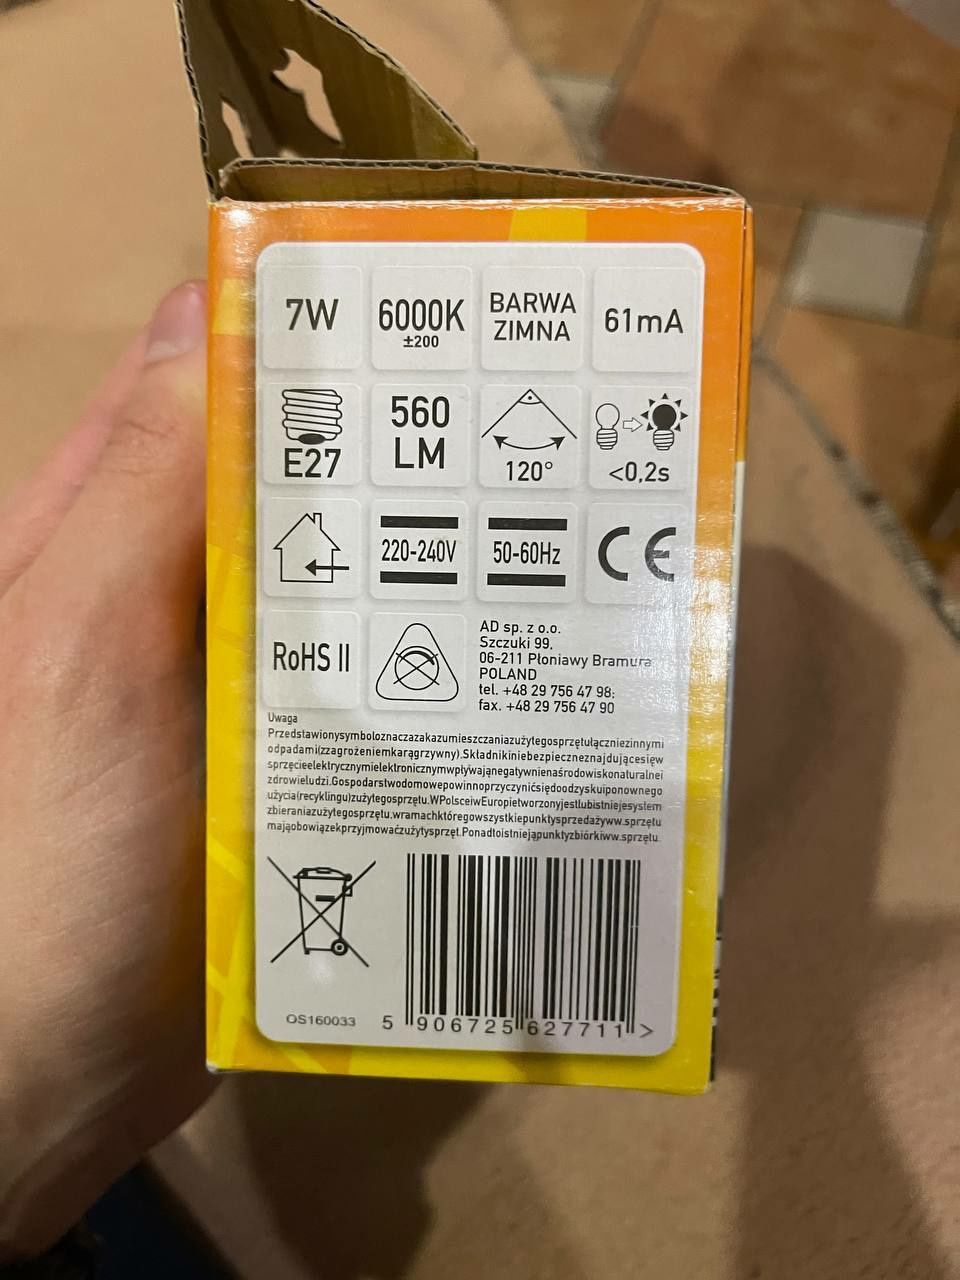 7W
6000K
±200
BARWA
ZIMNA
61mA
E27
560
LM
120°
<0,2s
220-240V
50-60Hz
CE
RoHS II
AD sp. z o.o.
Szczuki 99,
06-211 Płoniawy Bramura
POLAND
tel. +48 29 756 47 98;
fax. +48 29 756 47 90
Uwaga
Przedstawionysymboloznaczazakazumieszczaniazużytegosprzętułączniezinnymi
odpadami(zzagrożeniemkarągrzywny).Składnikiniebezpieczneznajdującesięw
sprzęcieelektrycznymielektronicznymwpływająnegatywnienaśrodowiskonaturalnei
zdrowieludzi.Gospodarstwodomowepowinnoprzyczynićsiędoodzyskuiponownego
użycia(recyklingu)zużytegosprzętu.WPolsceiwEuropietworzonyjestlubistniejesystem
zbieraniazużytegosprzętu.wramachktóregowszystkiepunktysprzedażyww.sprzętu
mająobowiązekprzyjmowaćzużytysprzęt.Ponadtoistniejąpunktyzbiórkiww.sprzętu.
OS160033
5 906725 627711 >